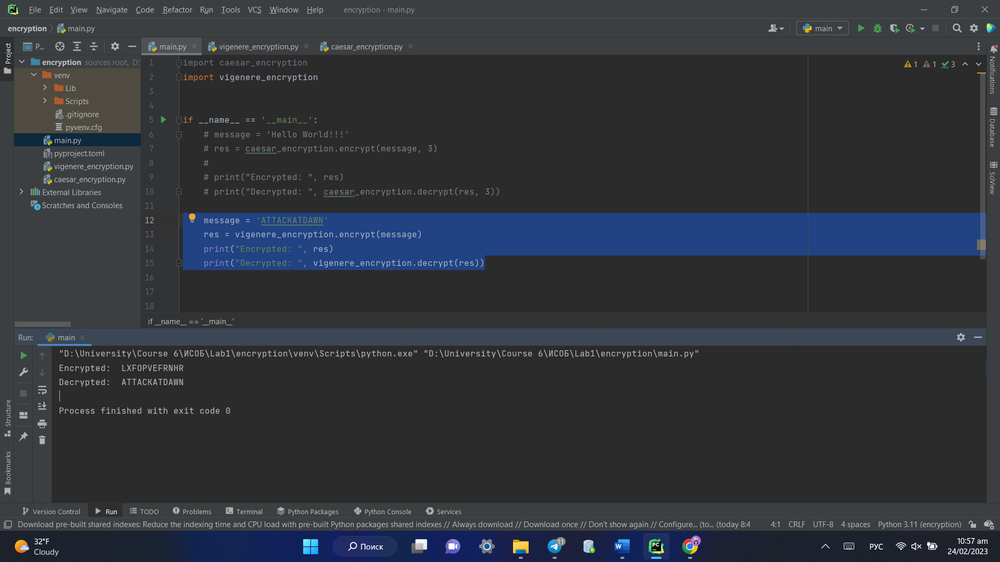 File Edit View Navigate Code Refactor Run Tools VCS Window Help encryption - main.py
encryption main.py main
Project P... main.py vigenere_encryption.py caesar_encryption.py
encryption sources root, D:\
venv
Lib
Scripts
.gitignore
pyvenv.cfg
main.py
pyproject.toml
vigenere_encryption.py
caesar_encryption.py
External Libraries
Scratches and Consoles
1 import caesar_encryption
2 import vigenere_encryption
3
4
5 if __name__ == '__main__':
6 # message = 'Hello World!!!'
7 # res = caesar_encryption.encrypt(message, 3)
8 #
9 # print("Encrypted: ", res)
10 # print("Decrypted: ", caesar_encryption.decrypt(res, 3))
11
12 message = 'ATTACKATDAWN'
13 res = vigenere_encryption.encrypt(message)
14 print("Encrypted: ", res)
15 print("Decrypted: ", vigenere_encryption.decrypt(res))
16
17
18
1 1 3
Notifications
Database
SciView
if __name__ == '__main__'
Run: main
"D:\University\Course 6\ИСОБ\Lab1\encryption\venv\Scripts\python.exe" "D:\University\Course 6\ИСОБ\Lab1\encryption\main.py"
Encrypted:  LXFOPVEFRNHR
Decrypted:  ATTACKATDAWN
Process finished with exit code 0
Structure
Bookmarks
Version Control Run TODO Problems Terminal Python Packages Python Console Services
Download pre-built shared indexes: Reduce the indexing time and CPU load with pre-built Python packages shared indexes // Always download // Download once // Don't show again // Configure... (to... (today 8:4 4:1 CRLF UTF-8 4 spaces Python 3.11 (encryption)
32°F
Cloudy
Поиск
11
РУС
10:57 am
24/02/2023